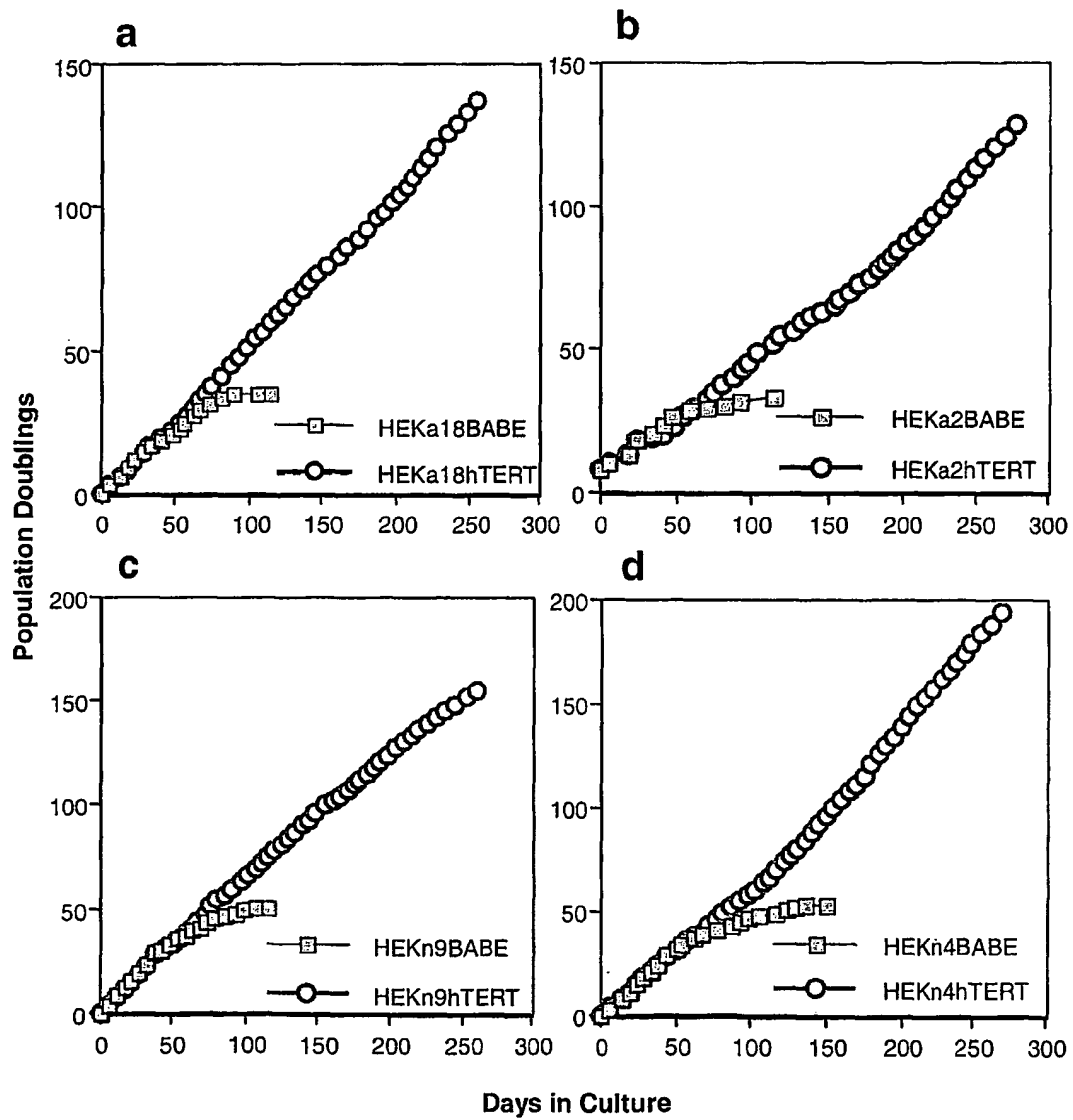 a
150
100
50
0
HEKa18BABE
HEKa18hTERT
0 50 100 150 200 250 300
b
150
100
50
0
HEKa2BABE
HEKa2hTERT
0 50 100 150 200 250 300
Population Doublings
c
200
150
100
50
0
HEKn9BABE
HEKn9hTERT
0 50 100 150 200 250 300
d
200
150
100
50
0
HEKn4BABE
HEKn4hTERT
0 50 100 150 200 250 300
Days in Culture